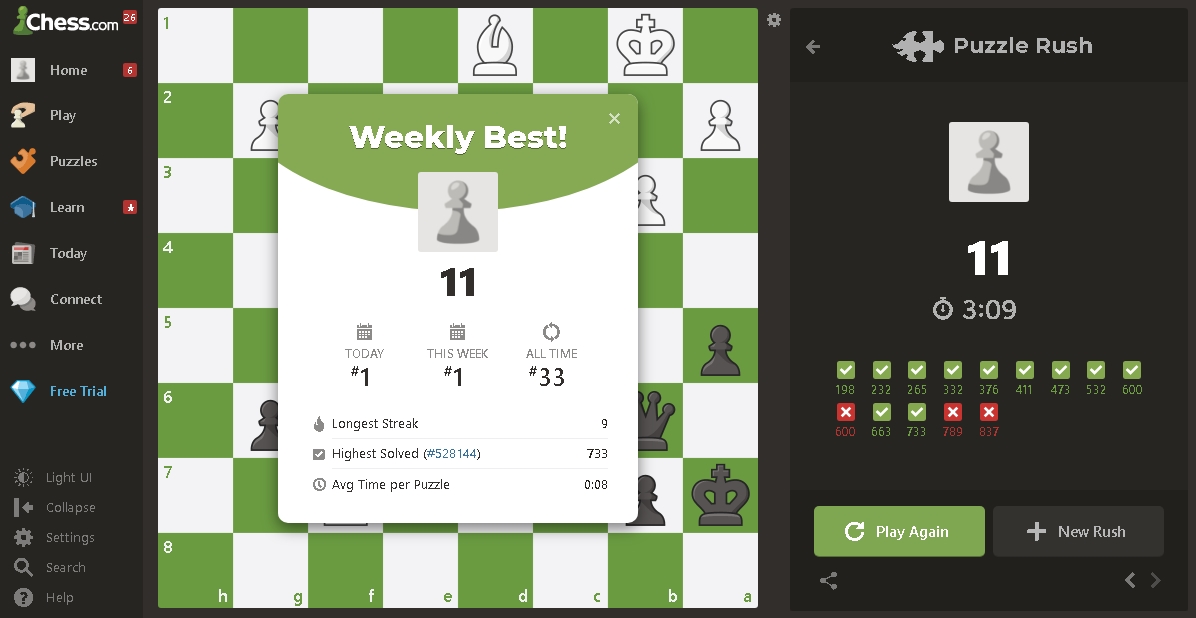 Chess.com 26
Home 6
Play
Puzzles
Learn
Today
Connect
More
Free Trial
Light UI
Collapse
Settings
Search
Help
1
2
3
4
5
6
7
8
h g f e d c b a
Weekly Best!
11
TODAY THIS WEEK ALL TIME
#1 #1 #33
Longest Streak 9
Highest Solved (#528144) 733
Avg Time per Puzzle 0:08
Puzzle Rush
11
3:09
198 232 265 332 376 411 473 532 600
600 663 733 789 837
Play Again New Rush